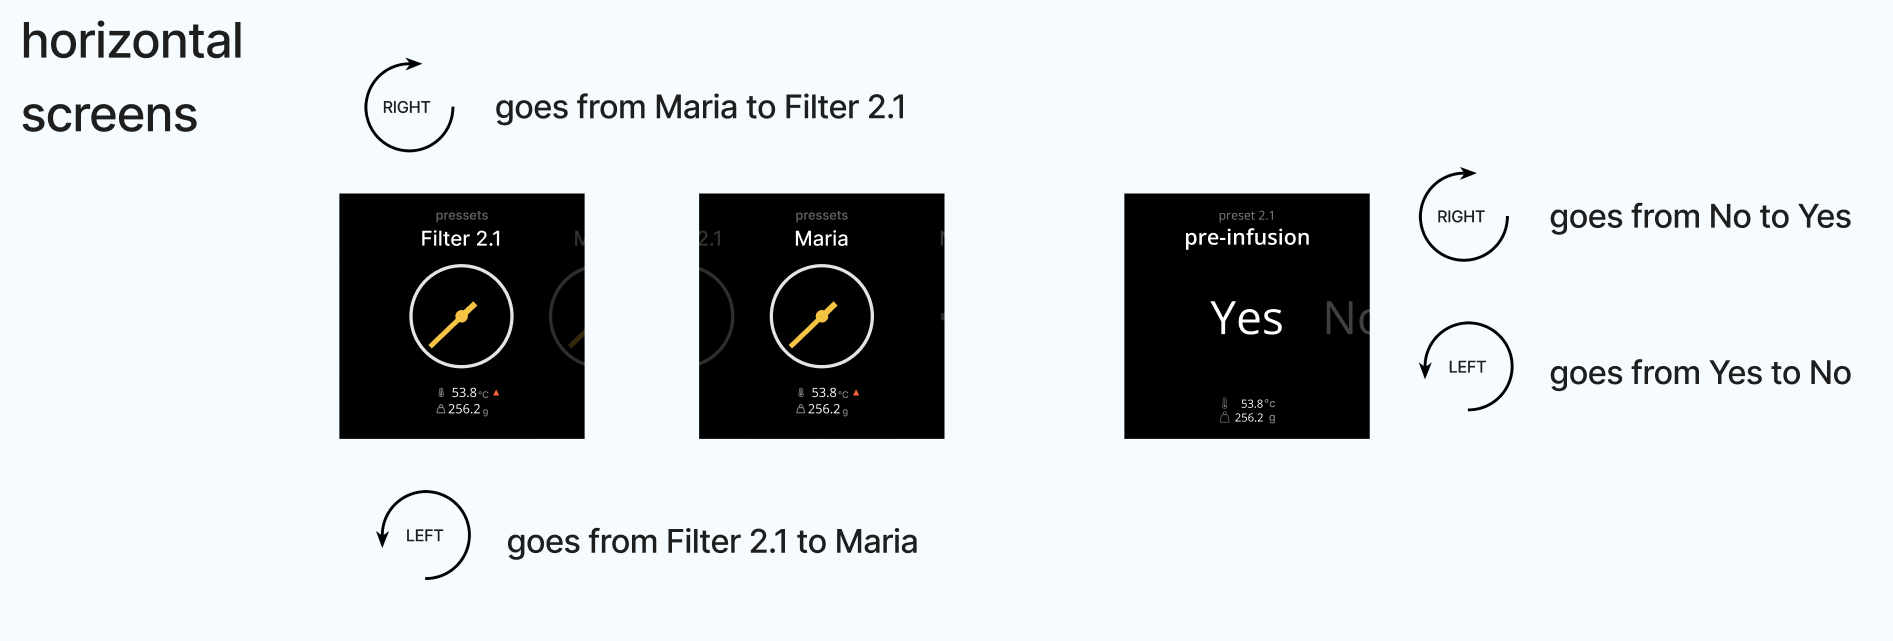 horizontal
screens
RIGHT
goes from Maria to Filter 2.1
pressets
Filter 2.1
M
53.8 °C
256.2 g
2.1
pressets
Maria
53.8 °C
256.2 g
preset 2.1
pre-infusion
Yes
No
53.8 °c
256.2 g
RIGHT
goes from No to Yes
LEFT
goes from Yes to No
LEFT
goes from Filter 2.1 to Maria